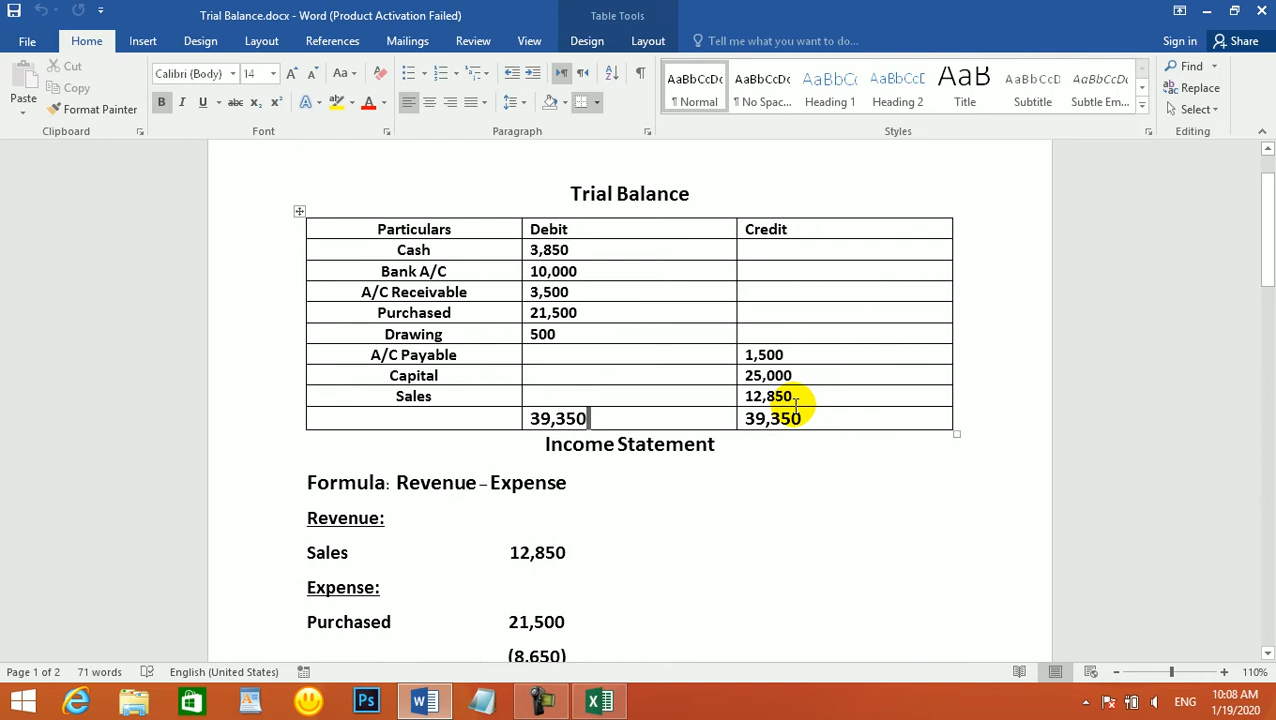 Trial Balance.docx - Word (Product Activation Failed)
Table Tools
File Home Insert Design Layout References Mailings Review View Design Layout Tell me what you want to do... Sign in Share
Paste Cut Copy Format Painter
Calibri (Body) 14 Aa
B I U abc x₂ x² A A
AaBbCcDc AaBbCcDc AaBbCc AaBbCcD AaB AaBbCcD AaBbCcDc
¶ Normal ¶ No Spac... Heading 1 Heading 2 Title Subtitle Subtle Em...
Find Replace Select
Clipboard Font Paragraph Styles Editing
Trial Balance
Particulars Debit Credit
Cash 3,850
Bank A/C 10,000
A/C Receivable 3,500
Purchased 21,500
Drawing 500
A/C Payable 1,500
Capital 25,000
Sales 12,850
39,350 39,350
Income Statement
Formula: Revenue – Expense
Revenue:
Sales 12,850
Expense:
Purchased 21,500
(8,650)
Page 1 of 2 71 words English (United States) 110%
Ps ENG 10:08 AM
1/19/2020